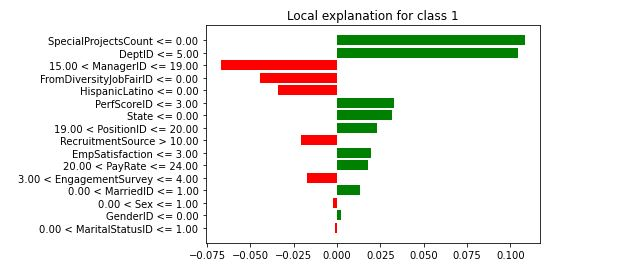 Local explanation for class 1
SpecialProjectsCount <= 0.00
DeptID <= 5.00
15.00 < ManagerID <= 19.00
FromDiversityJobFairID <= 0.00
HispanicLatino <= 0.00
PerfScoreID <= 3.00
State <= 0.00
19.00 < PositionID <= 20.00
RecruitmentSource > 10.00
EmpSatisfaction <= 3.00
20.00 < PayRate <= 24.00
3.00 < EngagementSurvey <= 4.00
0.00 < MarriedID <= 1.00
0.00 < Sex <= 1.00
GenderID <= 0.00
0.00 < MaritalStatusID <= 1.00
−0.075 −0.050 −0.025 0.000 0.025 0.050 0.075 0.100